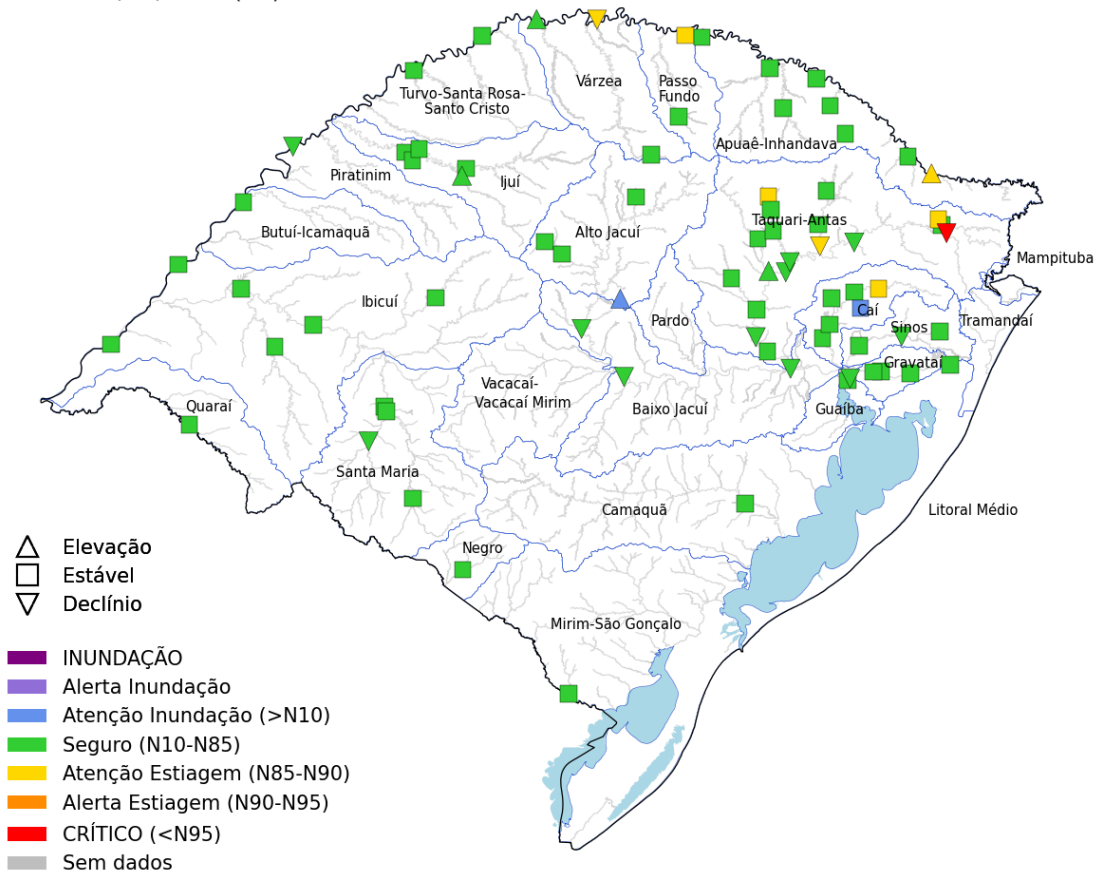 Várzea
Passo
Fundo
Turvo-Santa Rosa-
Santo Cristo
Apuaê-Inhandava
Piratinim
Ijuí
Taquari-Antas
Butuí-Icamaquã
Alto Jacuí
Mampituba
Ibicuí
Pardo
Caí
Sinos
Tramandaí
Gravataí
Vacacaí-
Vacacaí Mirim
Quaraí
Baixo Jacuí
Guaíba
Santa Maria
Camaquã
Litoral Médio
Negro
Mirim-São Gonçalo
Elevação
Estável
Declínio
INUNDAÇÃO
Alerta Inundação
Atenção Inundação (>N10)
Seguro (N10-N85)
Atenção Estiagem (N85-N90)
Alerta Estiagem (N90-N95)
CRÍTICO (<N95)
Sem dados